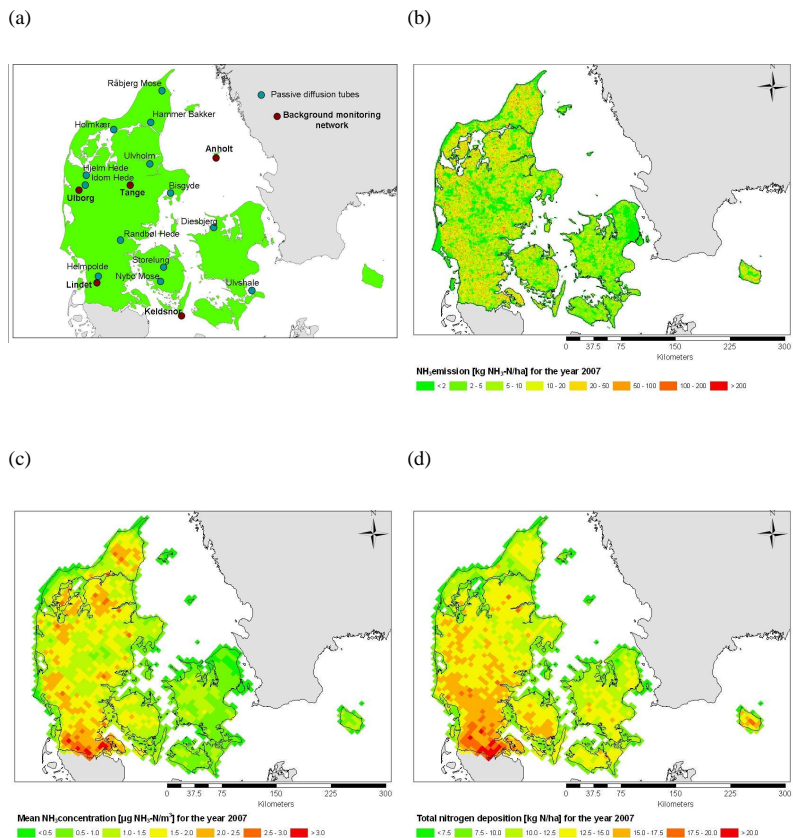 (a)
(b)
Råbjerg Mose
Passive diffusion tubes
Background monitoring
network
Hammer Bakker
Holmkær
Anholt
Ulvholm
Hjelm Hede
Idom Hede
Tange
Bisgyde
Ulborg
Diesbjerg
Randbøl Hede
Storelung
Helmpolde
Nybo Mose
Lindet
Ulvshale
Keldsnor
N
0 37.5 75 150 225 300
Kilometers
NH₃emission [kg NH₃-N/ha] for the year 2007
< 2 2 - 5 5 - 10 10 - 20 20 - 50 50 - 100 100 - 200 > 200
(c)
(d)
N
N
0 37.5 75 150 225 300
Kilometers
0 37.5 75 150 225 300
Kilometers
Mean NH₃concentration [µg NH₃-N/m³] for the year 2007
< 0.5 0.5 - 1.0 1.0 - 1.5 1.5 - 2.0 2.0 - 2.5 2.5 - 3.0 > 3.0
Total nitrogen deposition [kg N/ha] for the year 2007
< 7.5 7.5 - 10.0 10.0 - 12.5 12.5 - 15.0 15.0 - 17.5 17.5 - 20.0 > 20.0